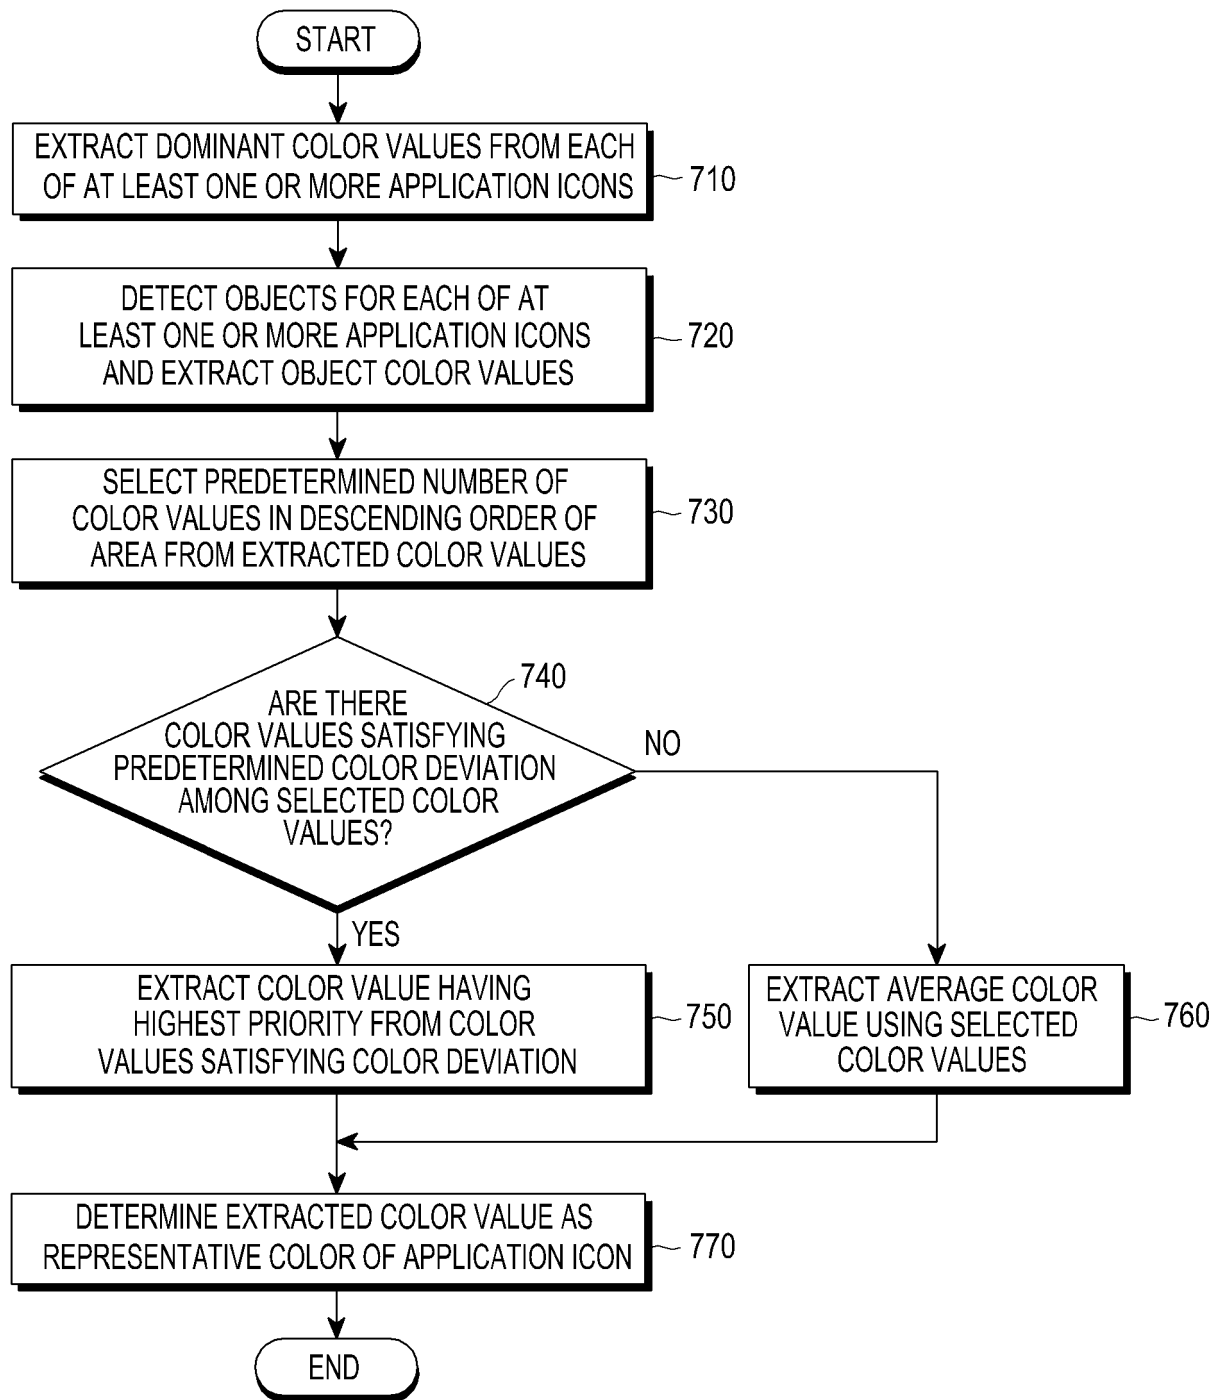 START
EXTRACT DOMINANT COLOR VALUES FROM EACH
OF AT LEAST ONE OR MORE APPLICATION ICONS
710
DETECT OBJECTS FOR EACH OF AT
LEAST ONE OR MORE APPLICATION ICONS
AND EXTRACT OBJECT COLOR VALUES
720
SELECT PREDETERMINED NUMBER OF
COLOR VALUES IN DESCENDING ORDER OF
AREA FROM EXTRACTED COLOR VALUES
730
740
ARE THERE
COLOR VALUES SATISFYING
PREDETERMINED COLOR DEVIATION
AMONG SELECTED COLOR
VALUES?
NO
YES
EXTRACT COLOR VALUE HAVING
HIGHEST PRIORITY FROM COLOR
VALUES SATISFYING COLOR DEVIATION
750
EXTRACT AVERAGE COLOR
VALUE USING SELECTED
COLOR VALUES
760
DETERMINE EXTRACTED COLOR VALUE AS
REPRESENTATIVE COLOR OF APPLICATION ICON
770
END